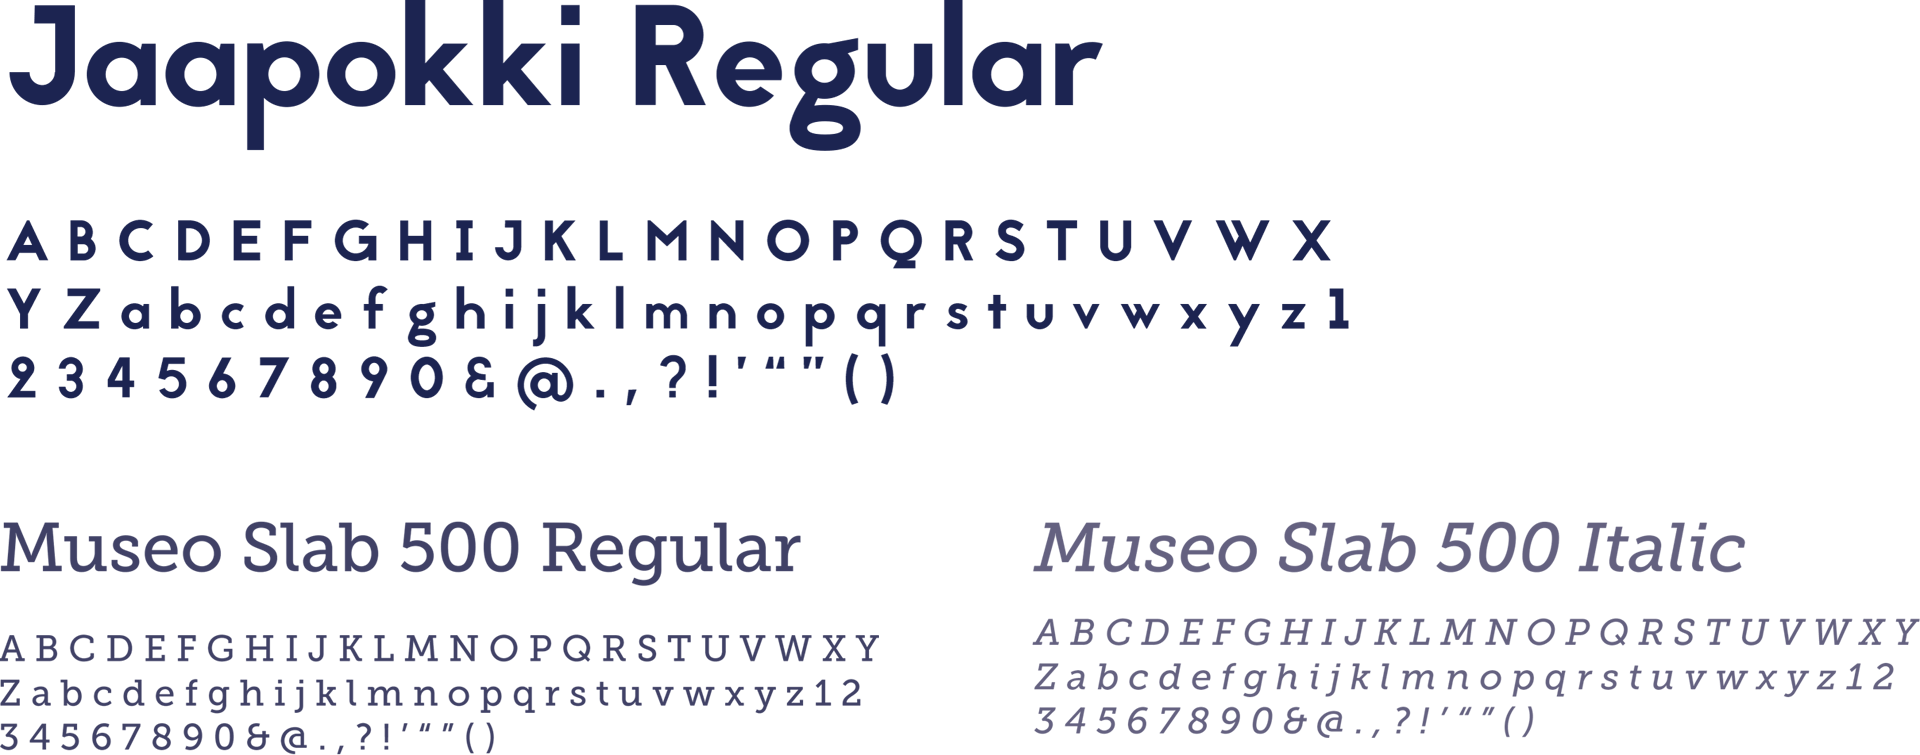 Jaapokki Regular
A B C D E F G H I J K L M N O P Q R S T U V W X
Y Z a b c d e f g h i j k l m n o p q r s t u v w x y z 1
2 3 4 5 6 7 8 9 0 & @ . , ? ! ’ “ ” ( )
Museo Slab 500 Regular
A B C D E F G H I J K L M N O P Q R S T U V W X Y
Z a b c d e f g h i j k l m n o p q r s t u v w x y z 1 2
3 4 5 6 7 8 9 0 & @ . , ? ! ’ “ ” ( )
Museo Slab 500 Italic
A B C D E F G H I J K L M N O P Q R S T U V W X Y
Z a b c d e f g h i j k l m n o p q r s t u v w x y z 1 2
3 4 5 6 7 8 9 0 & @ . , ? ! ’ “ ” ( )